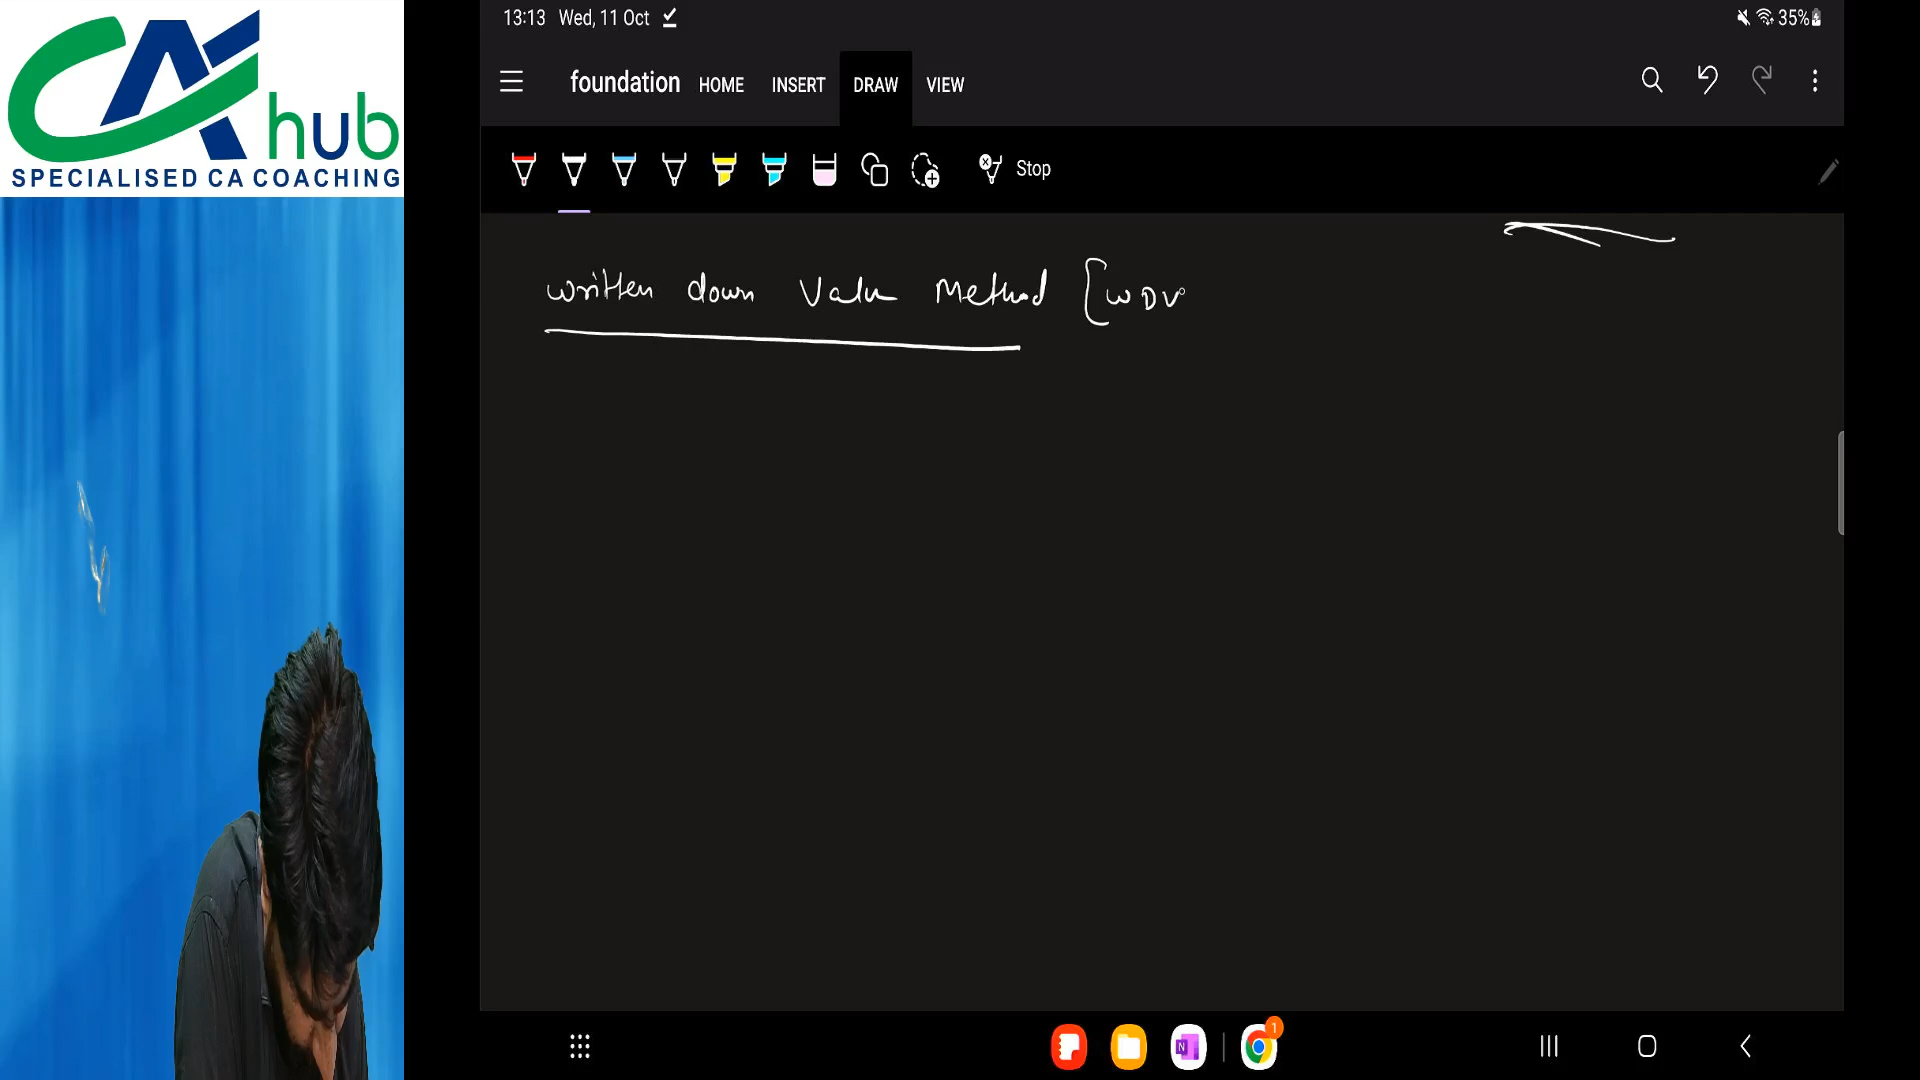 CA hub
SPECIALISED CA COACHING
13:13 Wed, 11 Oct
35%
foundation HOME INSERT DRAW VIEW
Stop
written down Value Method [WDV
1